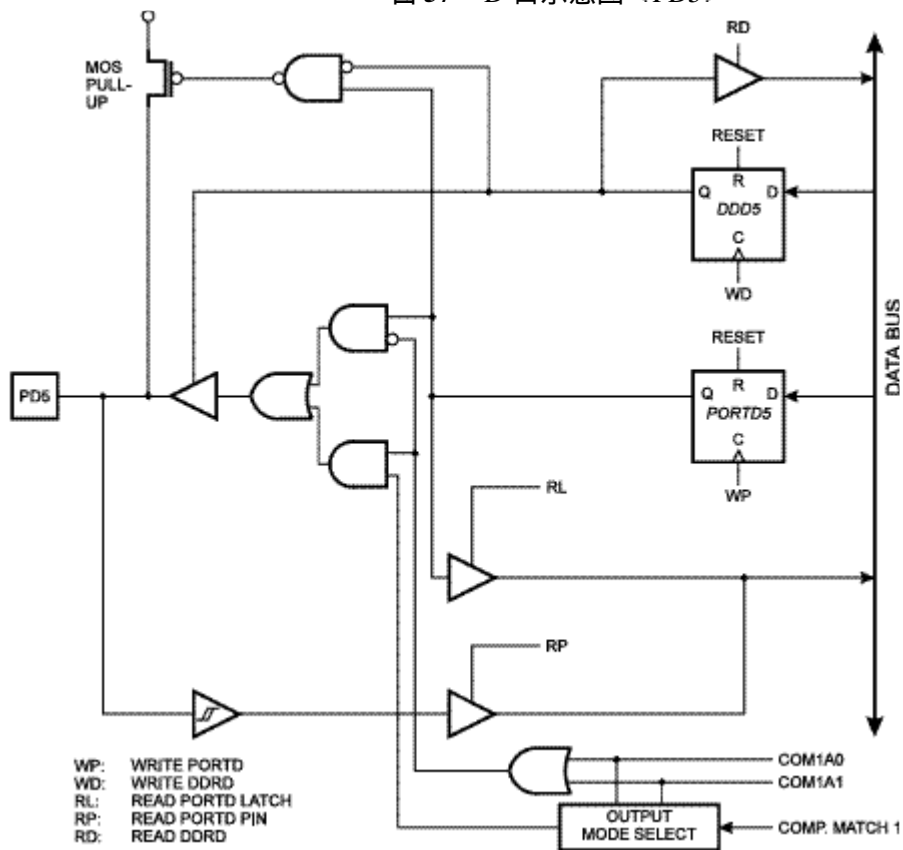 MOS
PULL-
UP
RD
RESET
R
Q
D
DDD5
C
WD
RESET
R
Q
D
PORTD5
C
WP
DATA BUS
PD5
RL
RP
WP: WRITE PORTD
WD: WRITE DDRD
RL: READ PORTD LATCH
RP: READ PORTD PIN
RD: READ DDRD
COM1A0
COM1A1
OUTPUT
MODE SELECT
COMP. MATCH 1